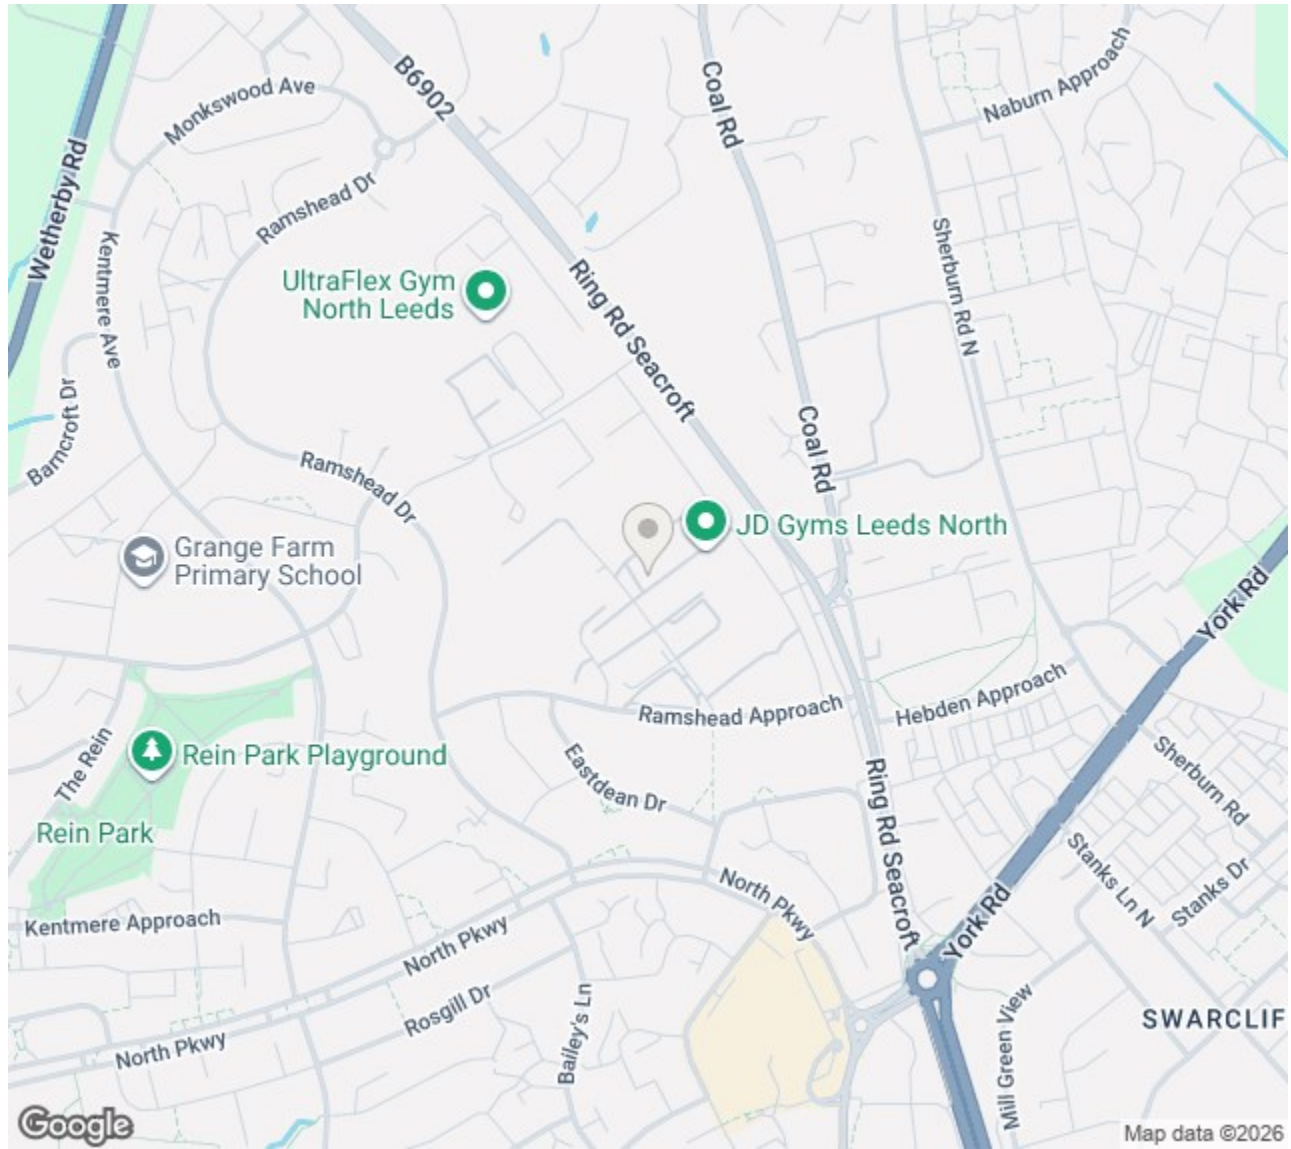 B6902
Coal Rd
Naburn Approach
Monkswood Ave
Wetherby Rd
Ramshead Dr
Kentmere Ave
Sherburn Rd N
UltraFlex Gym
North Leeds
Ring Rd Seacroft
Barncroft Dr
Coal Rd
Ramshead Dr
JD Gyms Leeds North
Grange Farm
Primary School
York Rd
Ramshead Approach
Hebden Approach
The Rein
Rein Park Playground
Eastdean Dr
Sherburn Rd
Rein Park
Ring Rd Seacroft
Stanks Ln N
Stanks Dr
North Pkwy
Kentmere Approach
York Rd
North Pkwy
Rosgill Dr
Bailey's Ln
Mill Green View
SWARCLIF
North Pkwy
Google
Map data ©2026